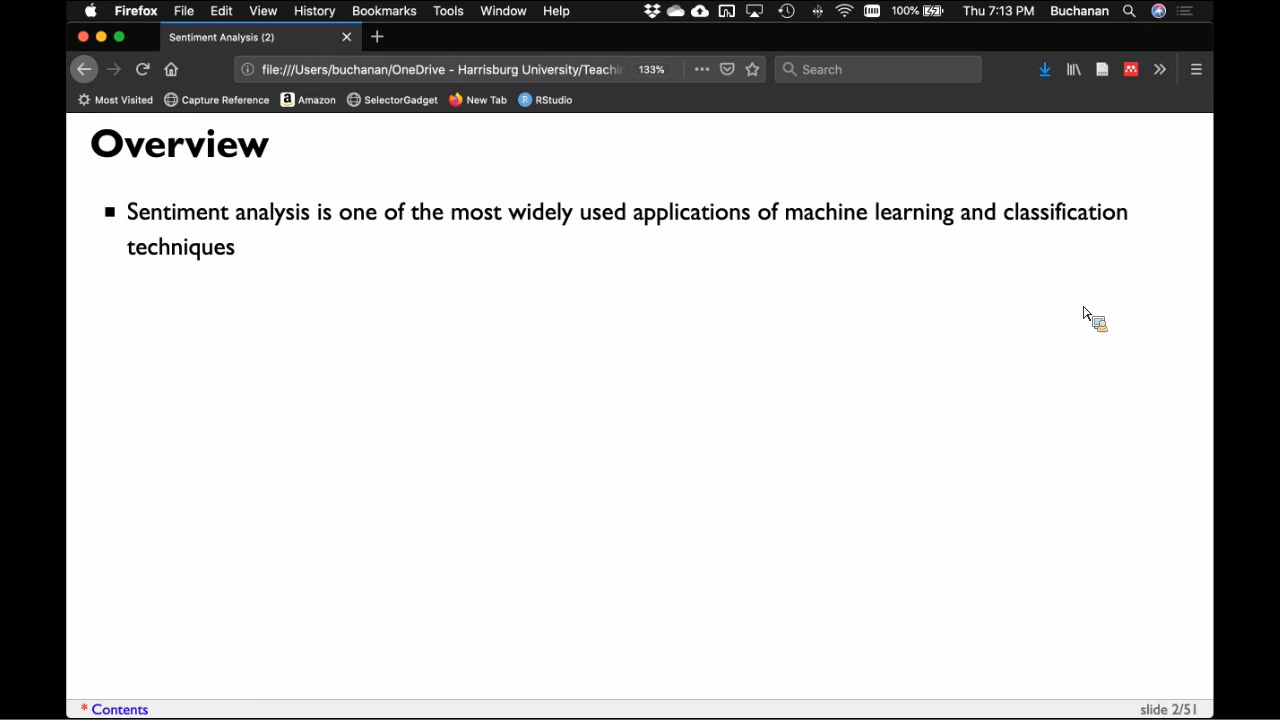 Firefox File Edit View History Bookmarks Tools Window Help 100% Thu 7:13 PM Buchanan
Sentiment Analysis (2)
file:///Users/buchanan/OneDrive - Harrisburg University/Teachin 133% Search
Most Visited Capture Reference Amazon SelectorGadget New Tab RStudio
Overview
Sentiment analysis is one of the most widely used applications of machine learning and classification
techniques
* Contents slide 2/51